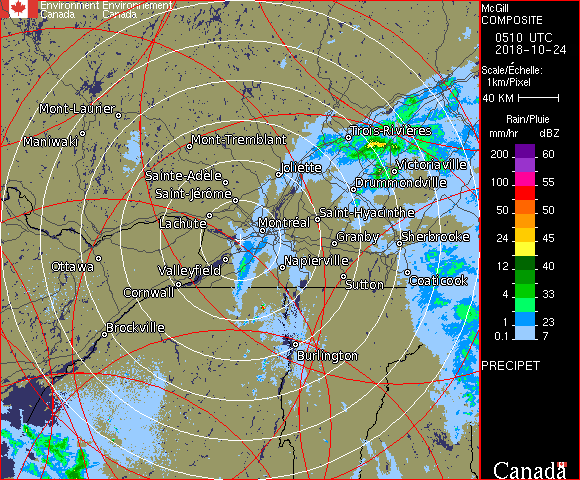 Environment Environnement
Canada Canada
McGill
COMPOSITE
0510 UTC
2018-10-24
Scale/Échelle:
1km/Pixel
40 KM
Rain/Pluie
mm/hr dBZ
200 60
100 55
50 50
24 45
12 40
4 33
1 23
0.1 7
PRECIPET
Canada
Mont-Laurier
Maniwaki
Mont-Tremblant
Trois-Rivières
Joliette
Victoriaville
Sainte-Adèle
Drummondville
Saint-Jérôme
Saint-Hyacinthe
Lachute
Montréal
Granby
Sherbrooke
Ottawa
Valleyfield
Napierville
Cornwall
Sutton
Coaticook
Brockville
Burlington